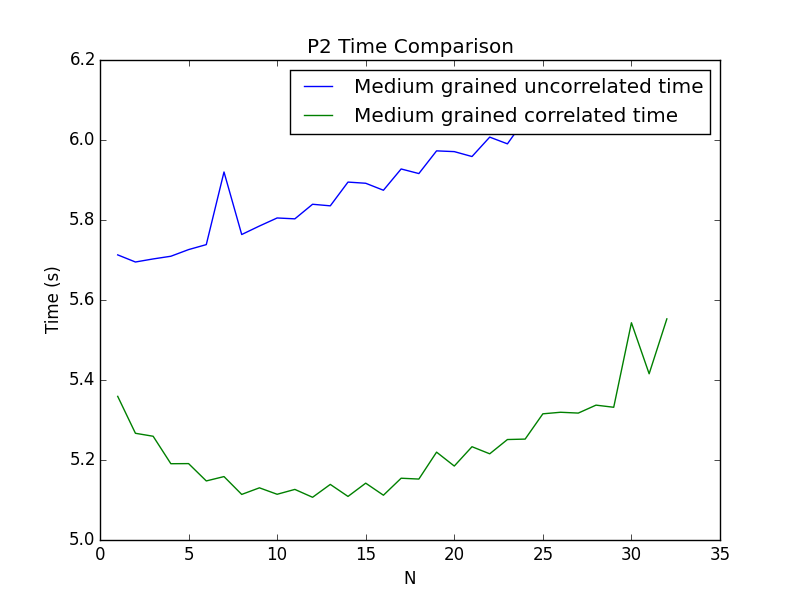 P2 Time Comparison
Medium grained uncorrelated time
Medium grained correlated time
6.2
6.0
5.8
5.6
5.4
5.2
5.0
Time (s)
0 5 10 15 20 25 30 35
N